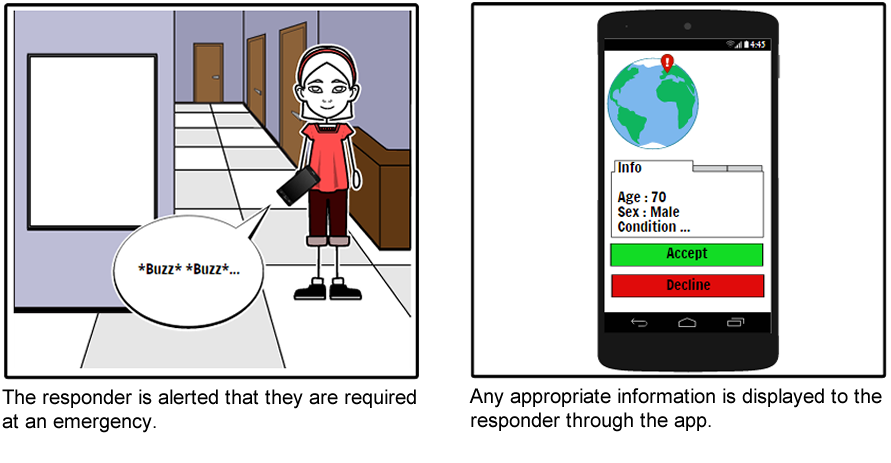 *Buzz* *Buzz*...
The responder is alerted that they are required
at an emergency.
4:45
!
Info
Age : 70
Sex : Male
Condition ...
Accept
Decline
Any appropriate information is displayed to the
responder through the app.